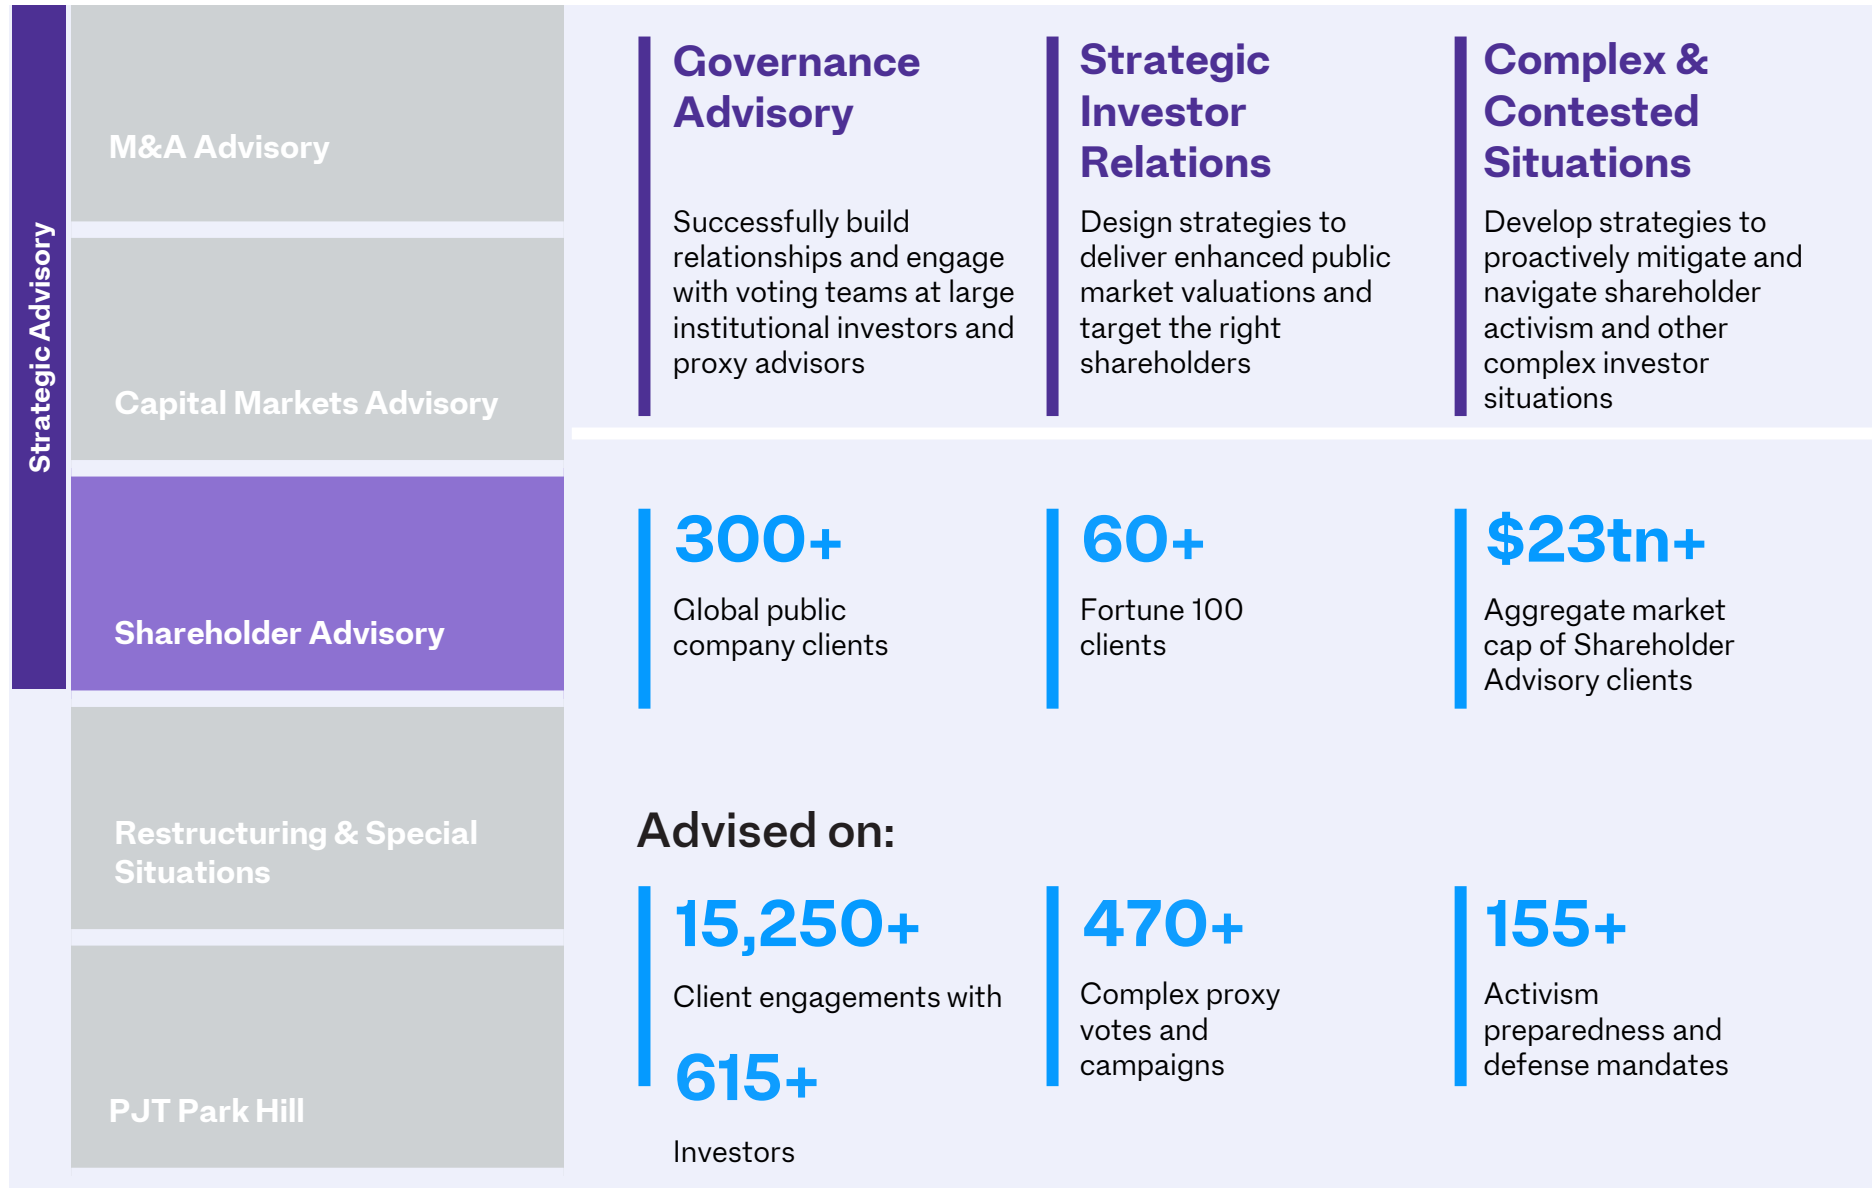 Strategic Advisory
M&A Advisory
Capital Markets Advisory
Shareholder Advisory
Restructuring & Special
Situations
PJT Park Hill
Governance
Advisory
Successfully build
relationships and engage
with voting teams at large
institutional investors and
proxy advisors
Strategic
Investor
Relations
Design strategies to
deliver enhanced public
market valuations and
target the right
shareholders
Complex &
Contested
Situations
Develop strategies to
proactively mitigate and
navigate shareholder
activism and other
complex investor
situations
300+
Global public
company clients
60+
Fortune 100
clients
$23tn+
Aggregate market
cap of Shareholder
Advisory clients
Advised on:
15,250+
Client engagements with
615+
Investors
470+
Complex proxy
votes and
campaigns
155+
Activism
preparedness and
defense mandates